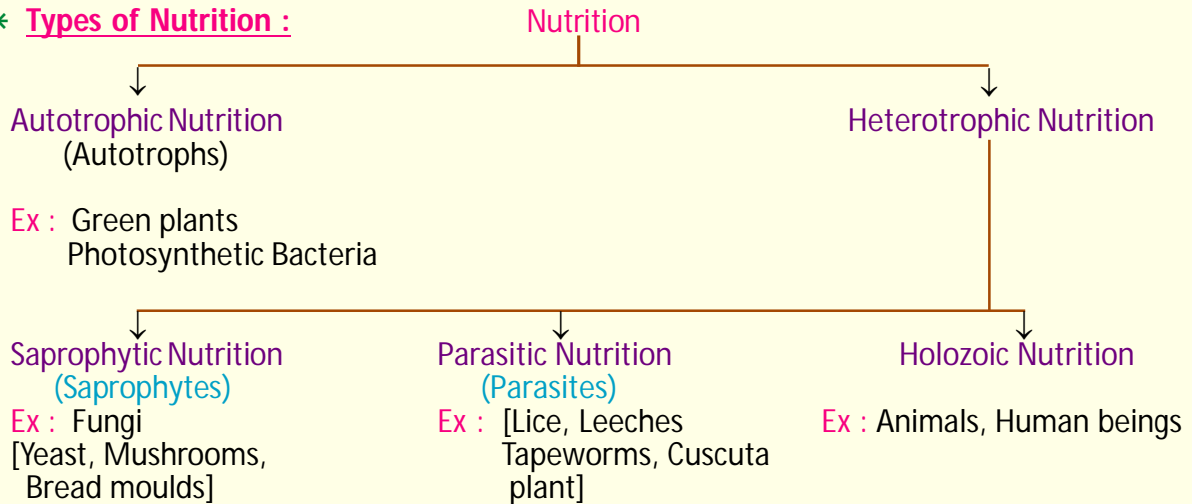 * Types of Nutrition :
Nutrition
Autotrophic Nutrition
(Autotrophs)
Heterotrophic Nutrition
Ex : Green plants
Photosynthetic Bacteria
Saprophytic Nutrition
(Saprophytes)
Ex : Fungi
[Yeast, Mushrooms,
Bread moulds]
Parasitic Nutrition
(Parasites)
Ex : [Lice, Leeches
Tapeworms, Cuscuta
plant]
Holozoic Nutrition
Ex : Animals, Human beings